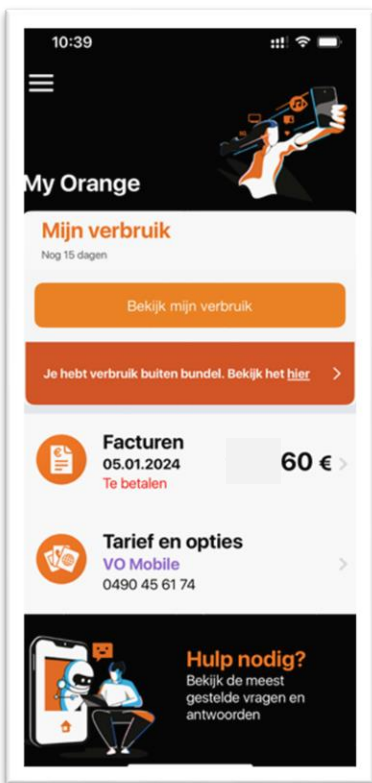 10:39
My Orange
Mijn verbruik
Nog 15 dagen
Bekijk mijn verbruik
Je hebt verbruik buiten bundel. Bekijk het hier
Facturen
05.01.2024
60 €
Te betalen
Tarief en opties
VO Mobile
0490 45 61 74
Hulp nodig?
Bekijk de meest
gestelde vragen en
antwoorden